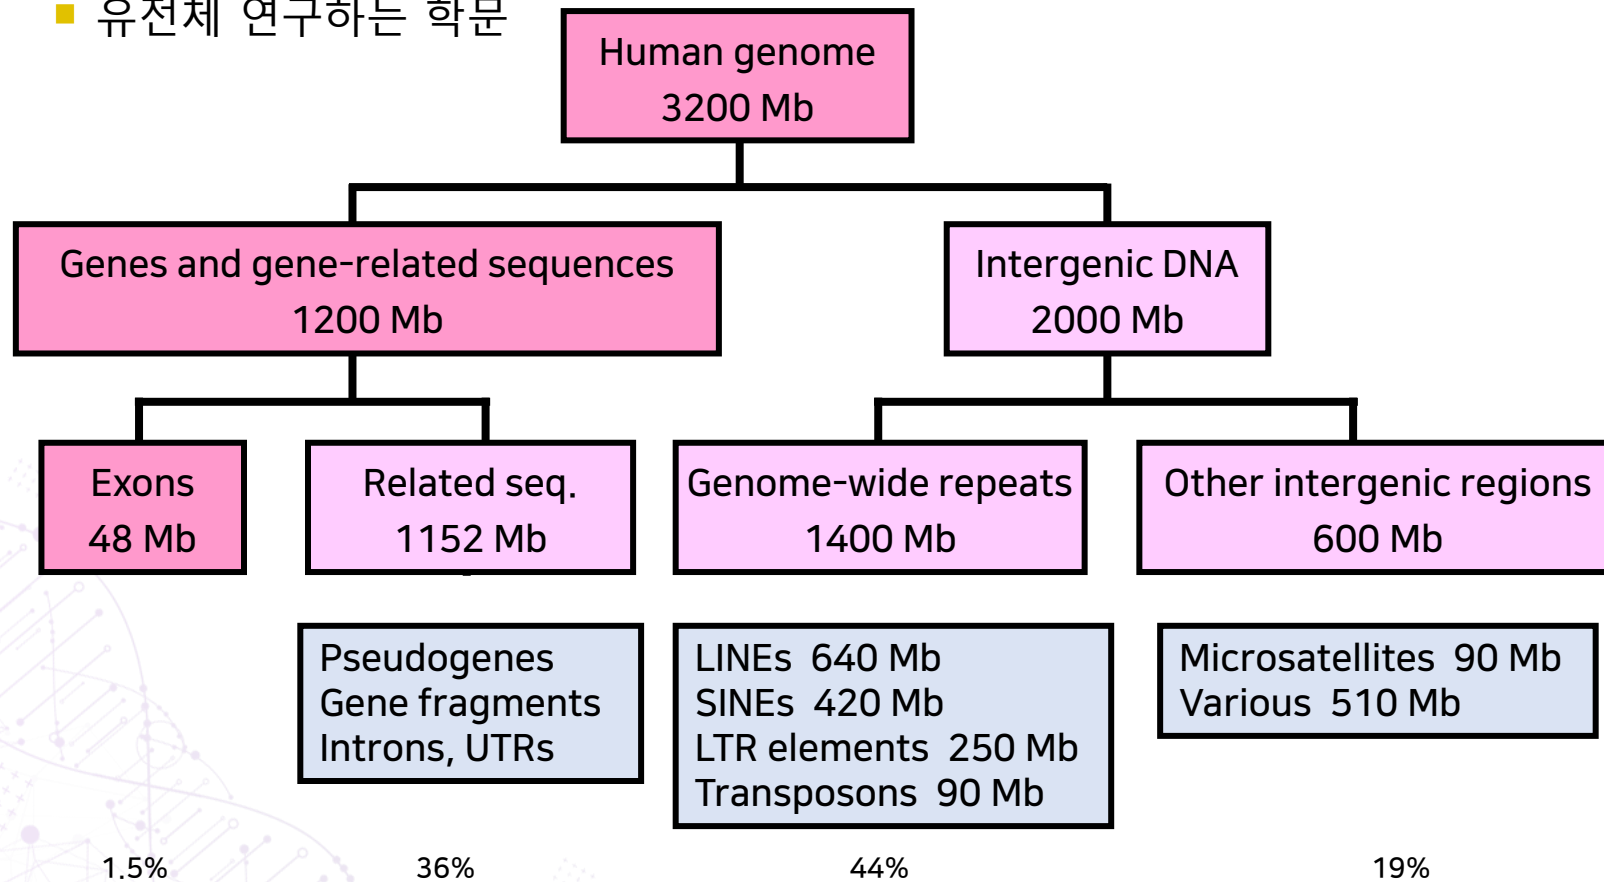 유전체 연구하는 학문
Human genome
3200 Mb
Genes and gene-related sequences
1200 Mb
Intergenic DNA
2000 Mb
Exons
48 Mb
Related seq.
1152 Mb
Genome-wide repeats
1400 Mb
Other intergenic regions
600 Mb
Pseudogenes
Gene fragments
Introns, UTRs
LINEs 640 Mb
SINEs 420 Mb
LTR elements 250 Mb
Transposons 90 Mb
Microsatellites 90 Mb
Various 510 Mb
1.5%
36%
44%
19%